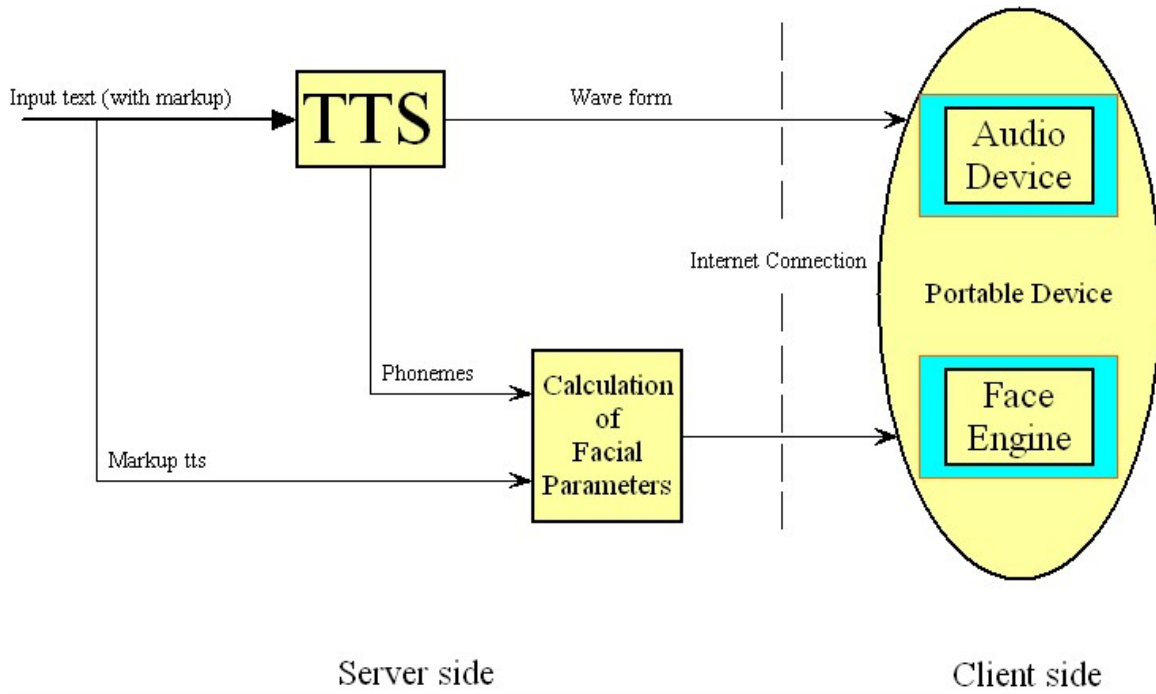 Input text (with markup)
TTS
Wave form
Audio
Device
Internet Connection
Portable Device
Phonemes
Calculation
of
Facial
Parameters
Face
Engine
Markup tts
Server side
Client side